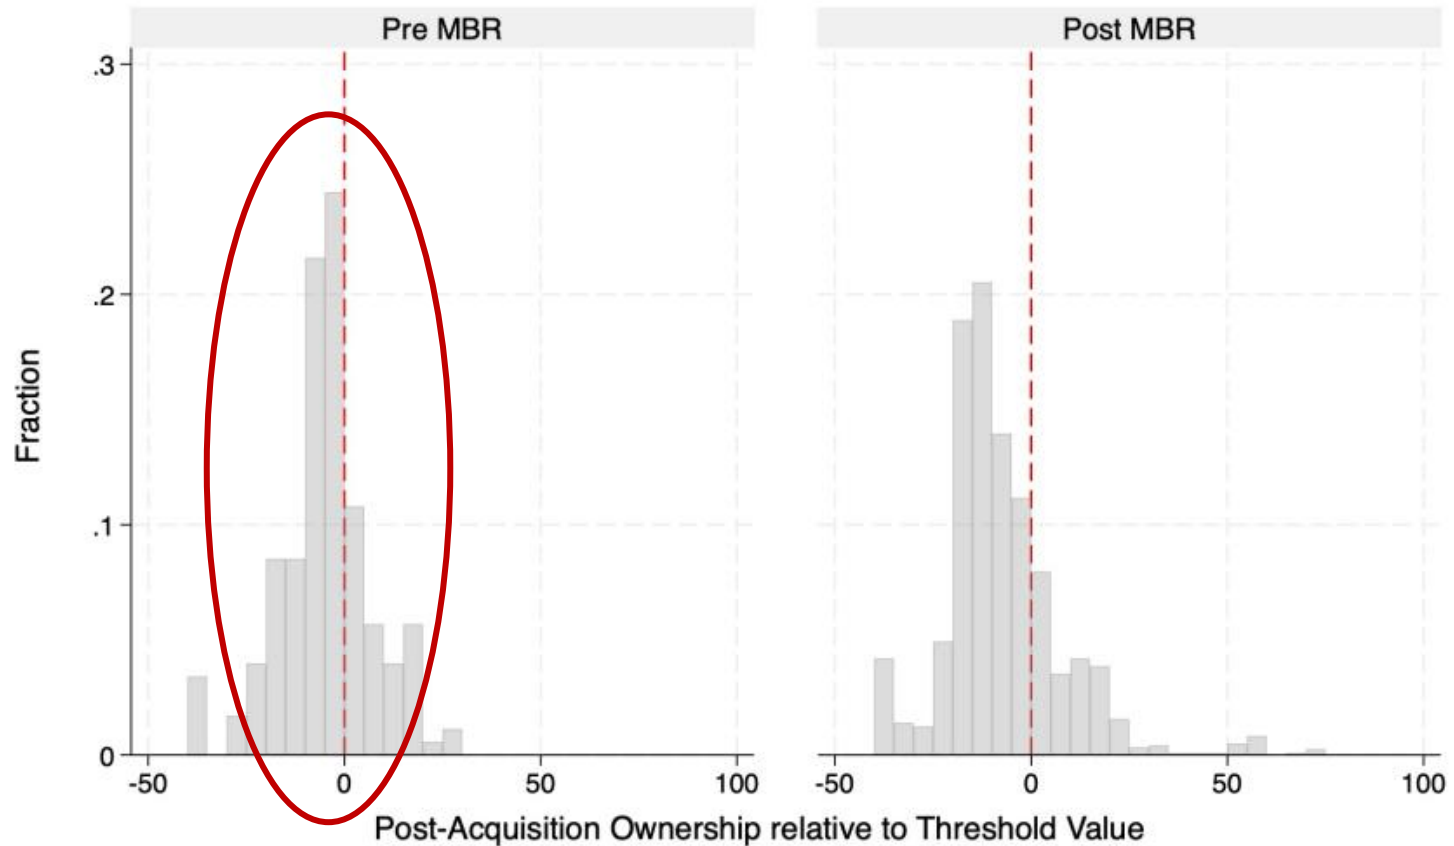 Pre MBR
Post MBR
Fraction
.3
.2
.1
0
-50 0 50 100
-50 0 50 100
Post-Acquisition Ownership relative to Threshold Value